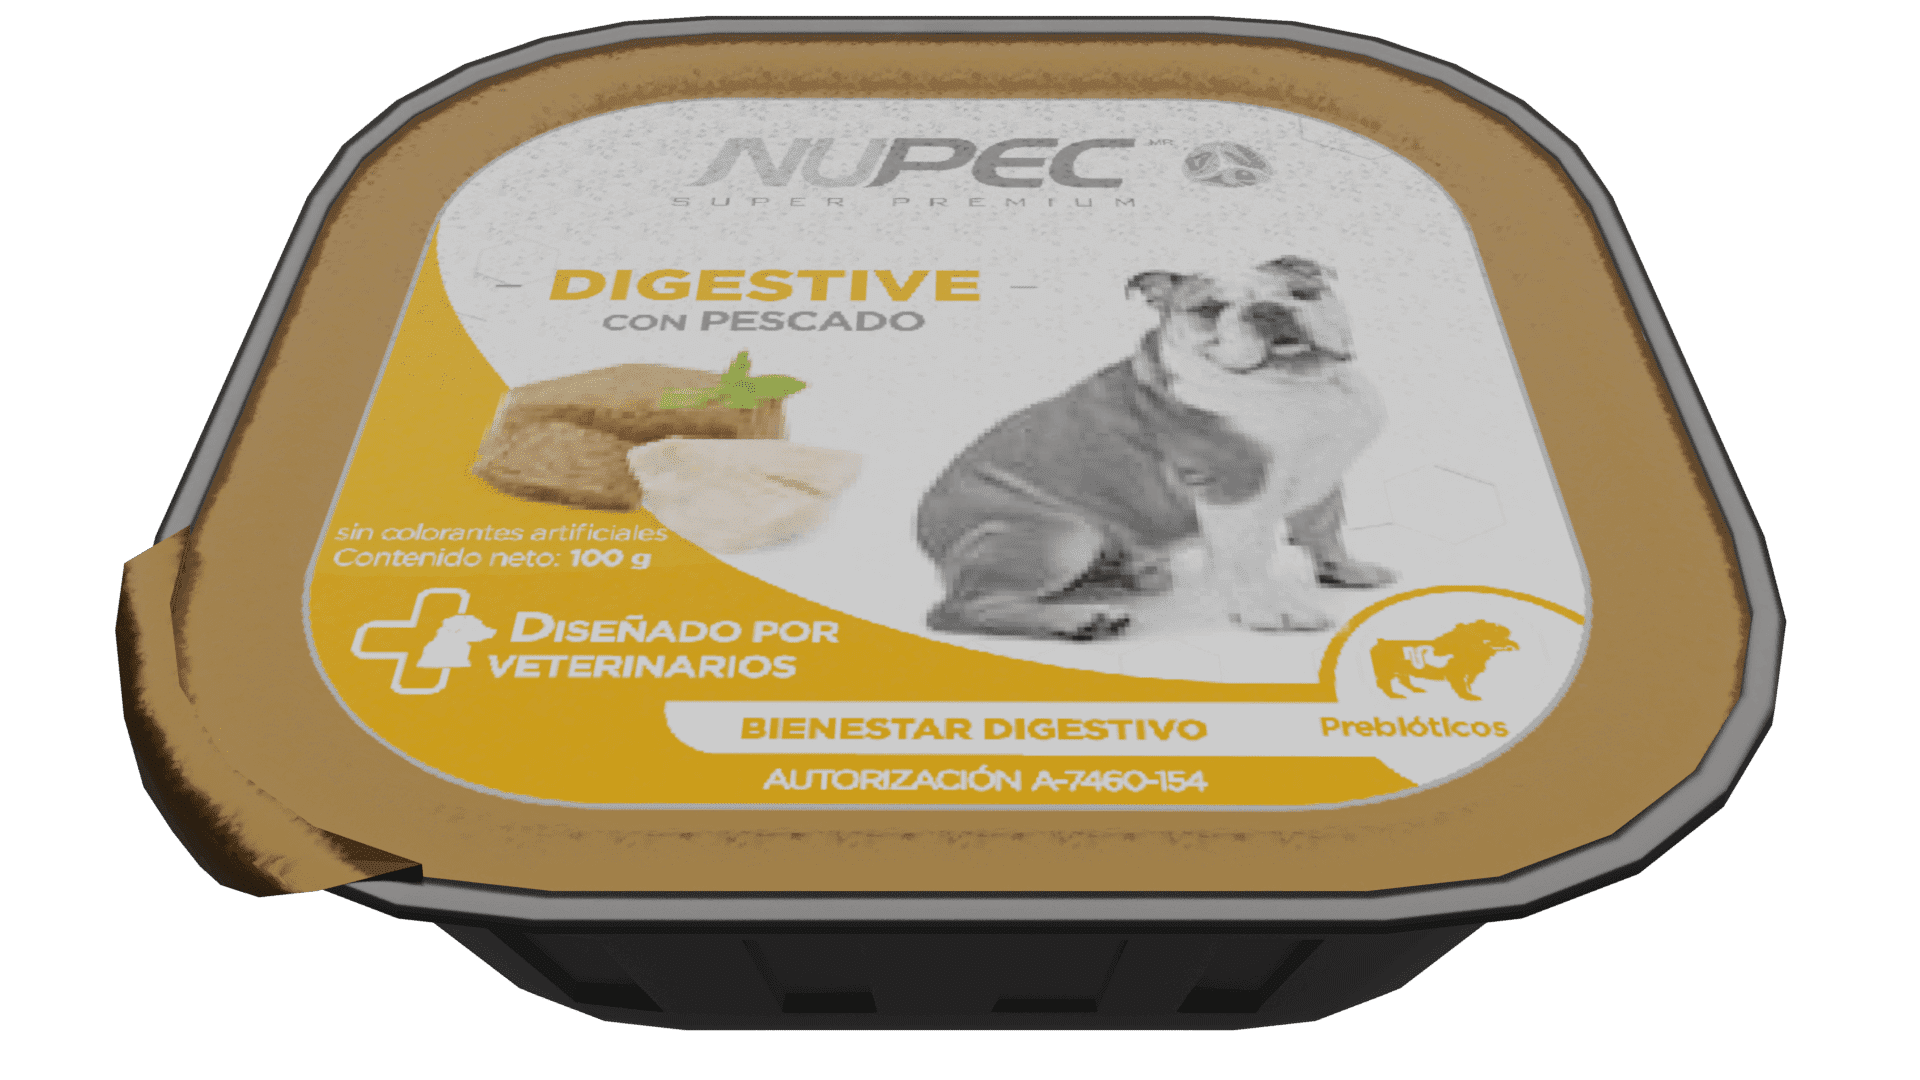 NUPEC MR
SUPER PREMIUM
DIGESTIVE
CON PESCADO
sin colorantes artificiales
Contenido neto: 100 g
DISEÑADO POR
VETERINARIOS
BIENESTAR DIGESTIVO
Prebióticos
AUTORIZACIÓN A-7460-154